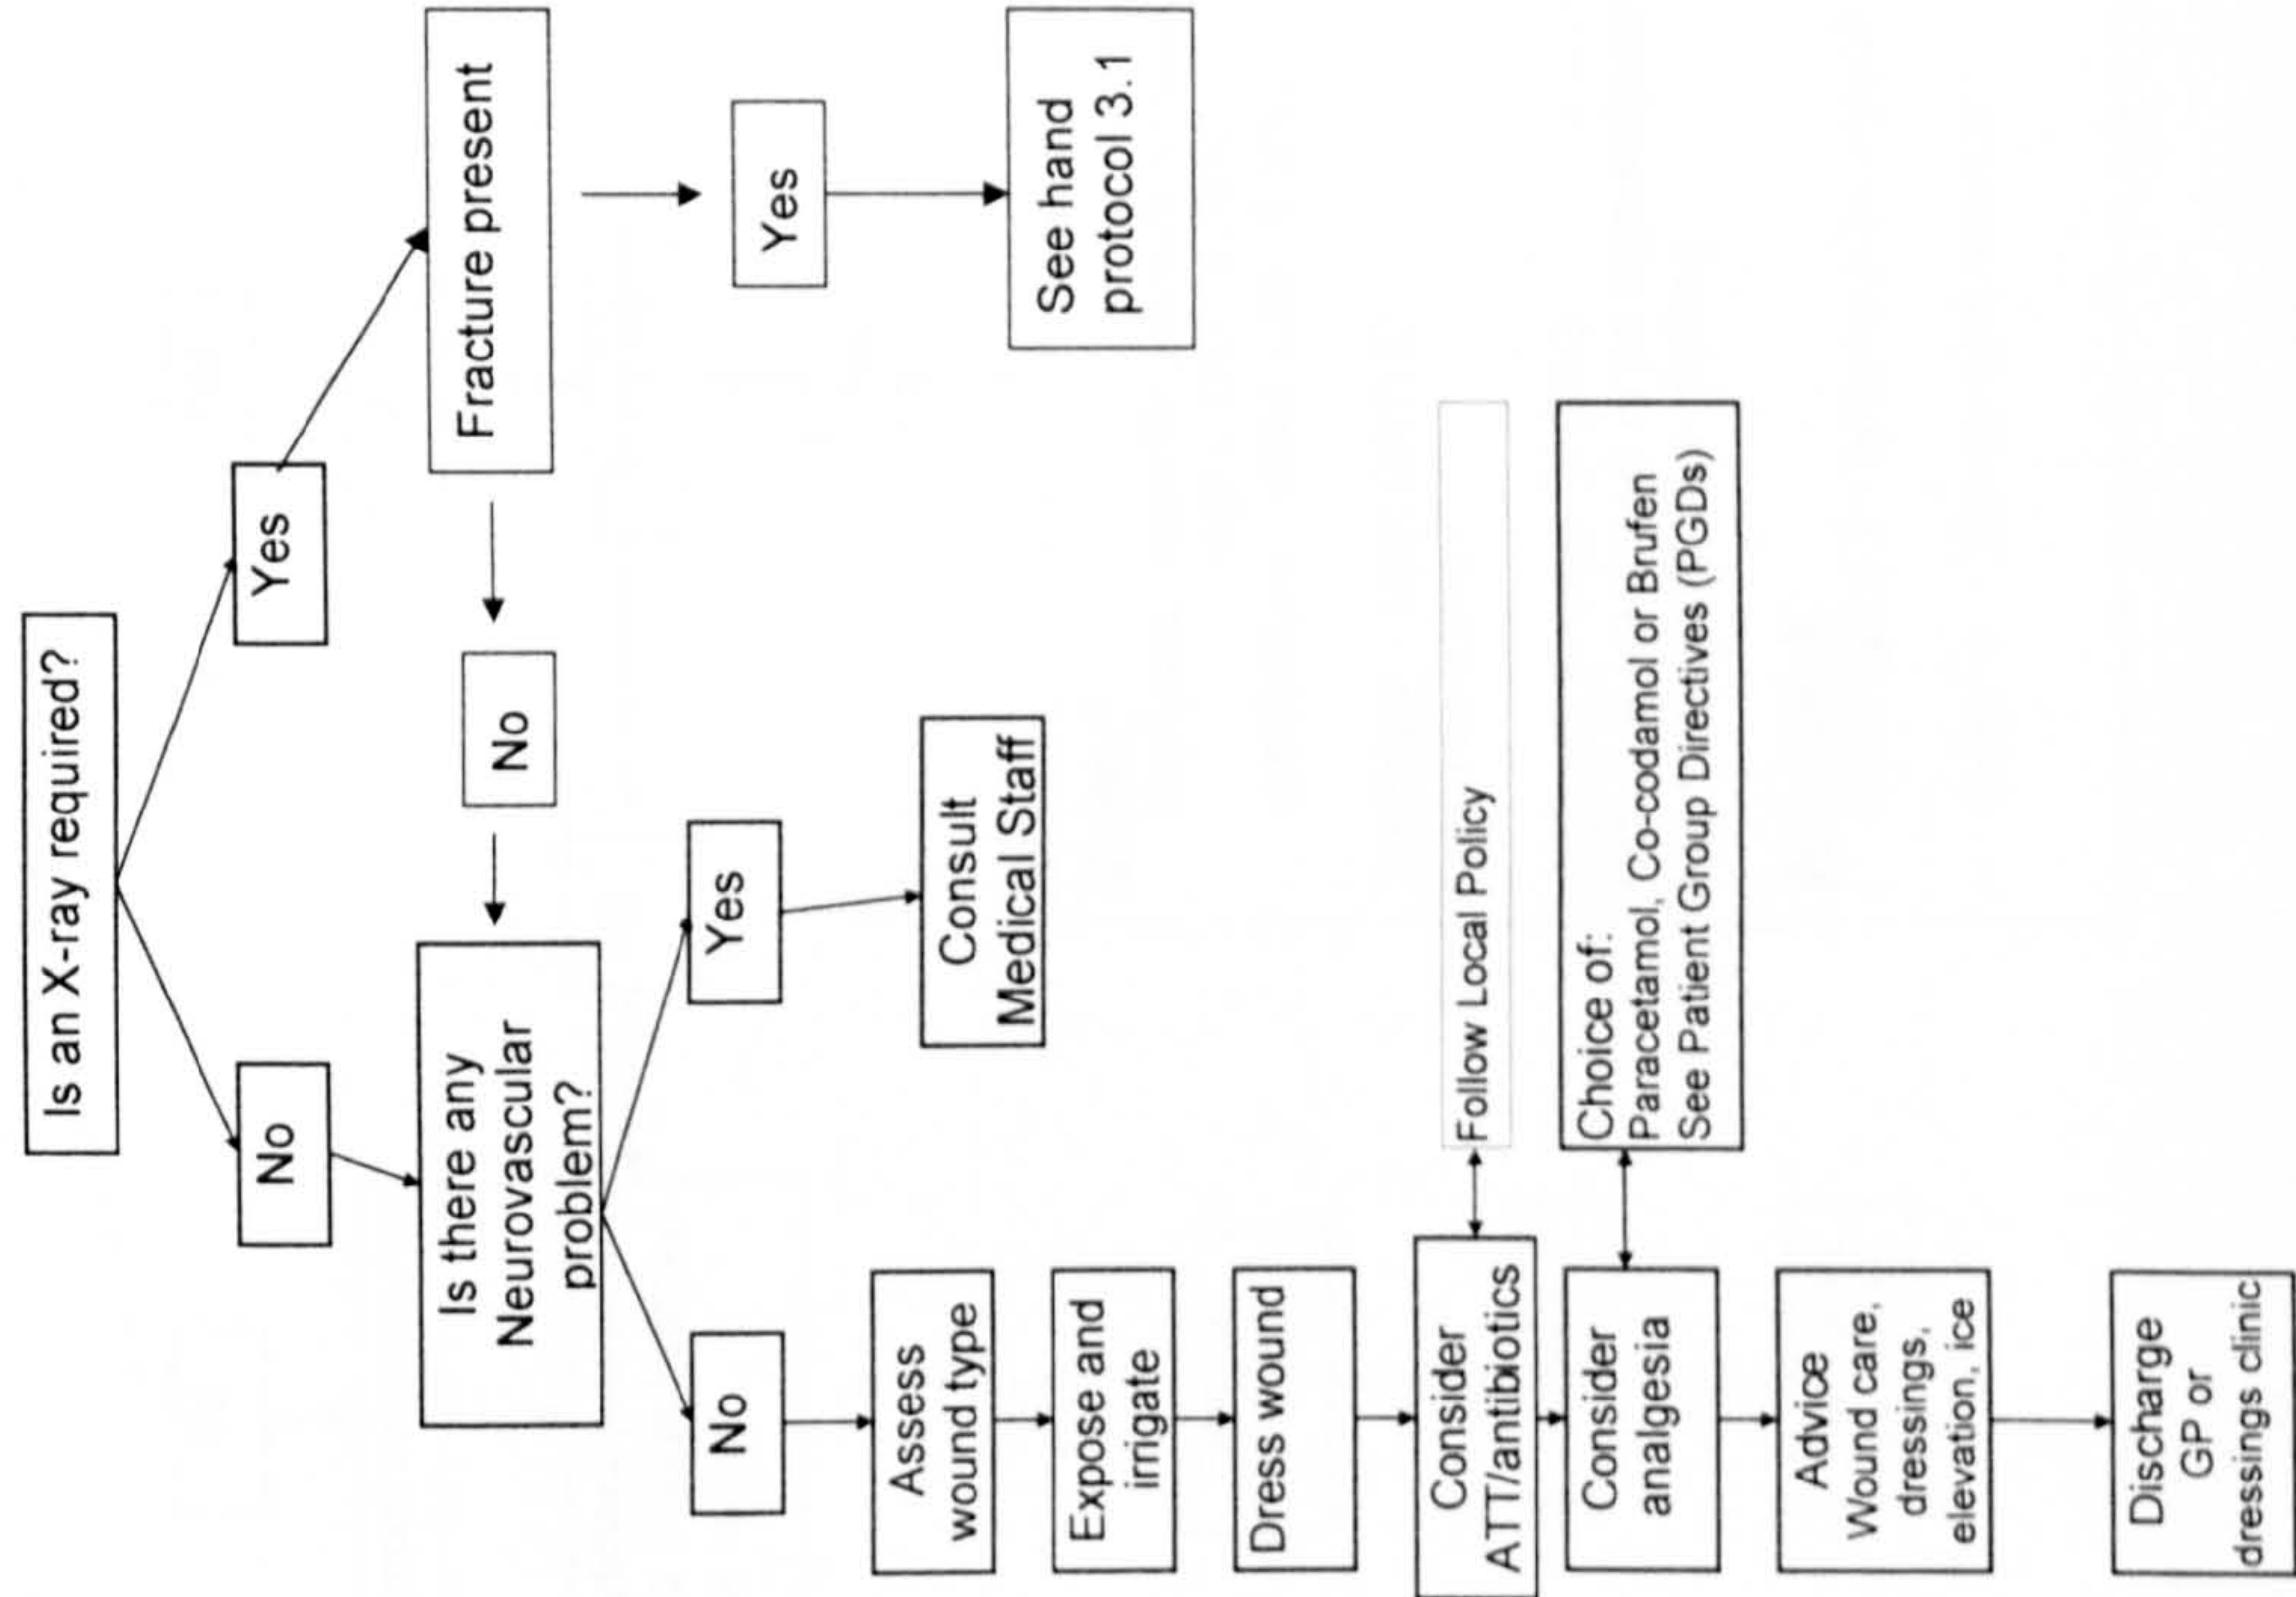 Is an X-ray required?
No
Yes
Is there any
Neurovascular
problem?
No
Fracture present
No
Yes
Yes
Assess
wound type
Consult
Medical Staff
See hand
protocol 3.1
Expose and
irrigate
Dress wound
Consider
ATT/antibiotics
Follow Local Policy
Consider
analgesia
Choice of:
Paracetamol, Co-codamol or Brufen
See Patient Group Directives (PGDs)
Advice
Wound care,
dressings,
elevation, ice
Discharge
GP or
dressings clinic